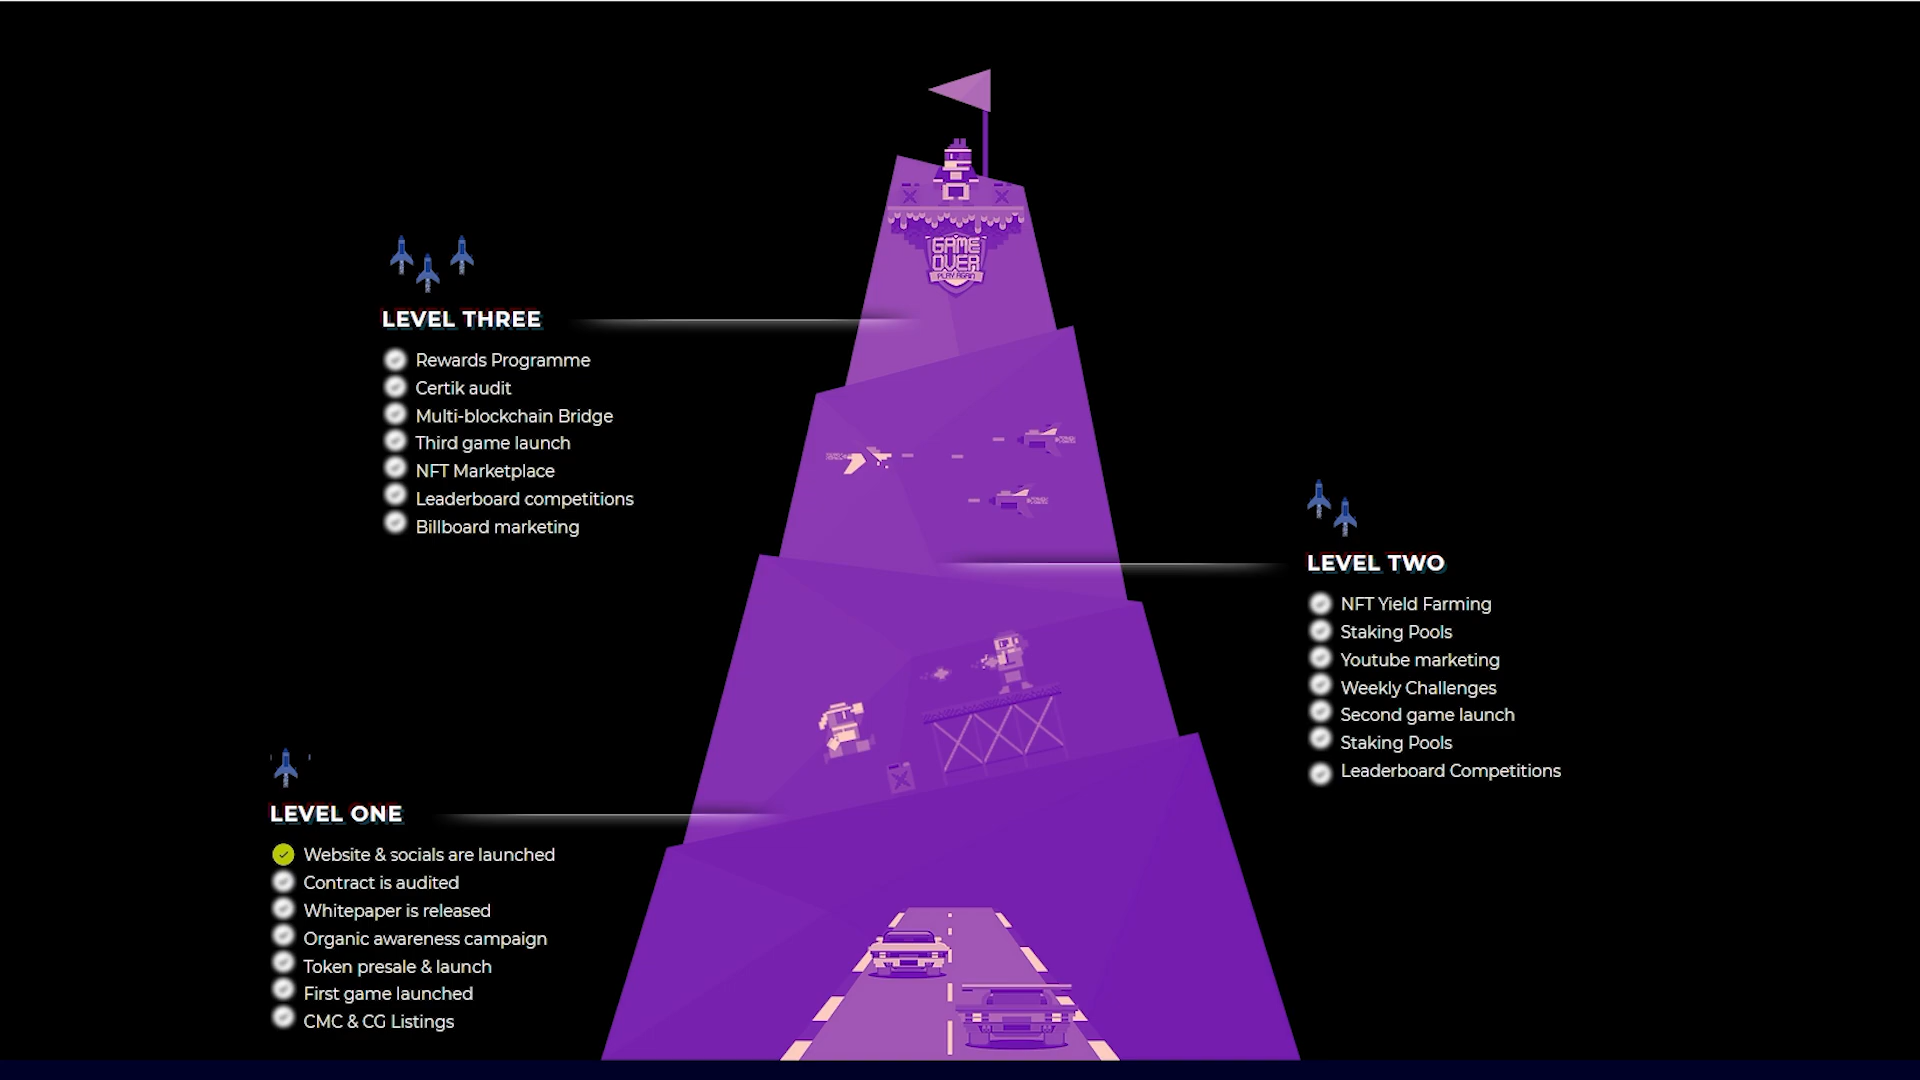 GAME
OVER
PLAY AGAIN
LEVEL THREE
Rewards Programme
Certik audit
Multi-blockchain Bridge
Third game launch
NFT Marketplace
Leaderboard competitions
Billboard marketing
LEVEL TWO
NFT Yield Farming
Staking Pools
Youtube marketing
Weekly Challenges
Second game launch
Staking Pools
Leaderboard Competitions
LEVEL ONE
Website & socials are launched
Contract is audited
Whitepaper is released
Organic awareness campaign
Token presale & launch
First game launched
CMC & CG Listings